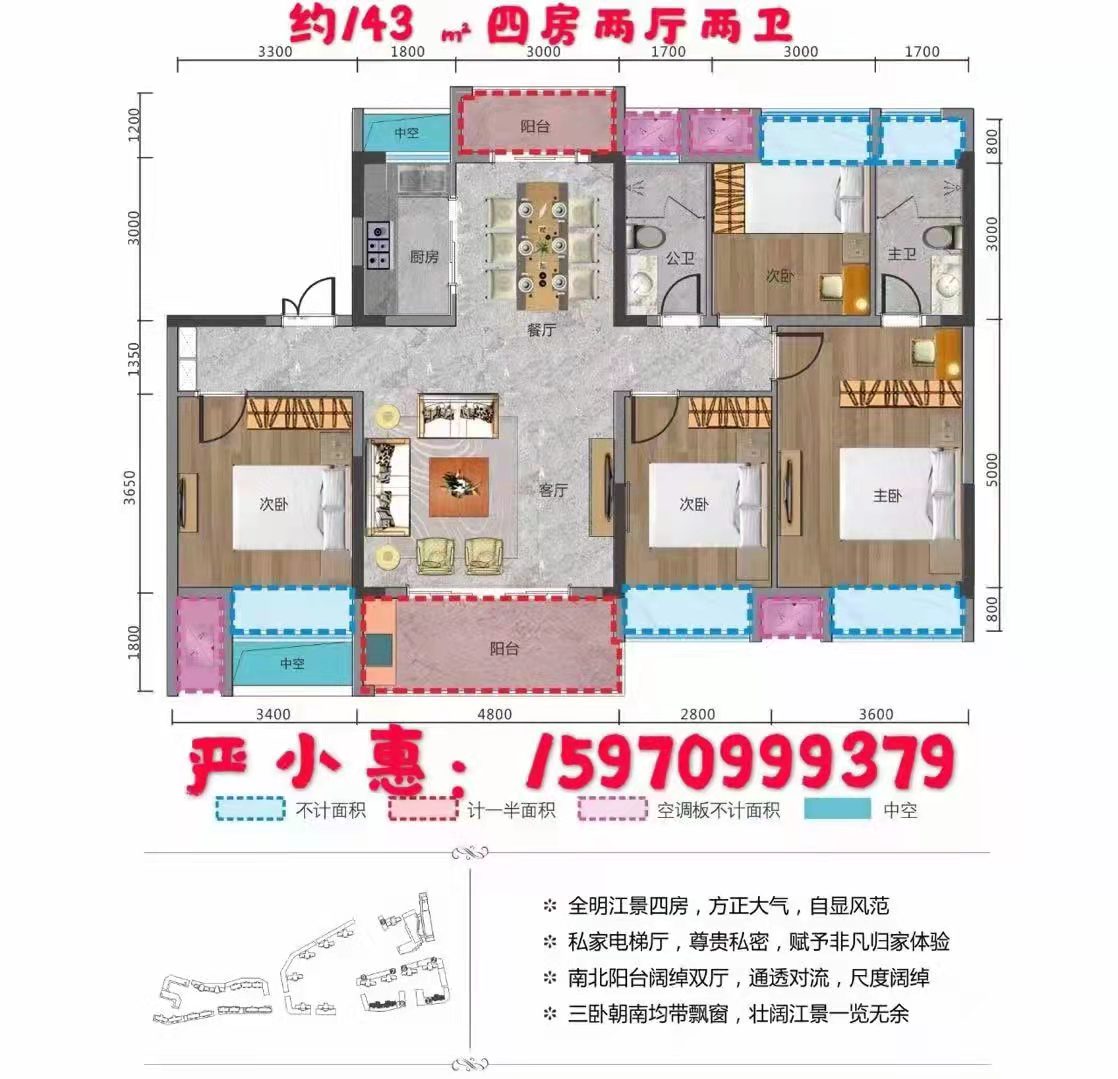 约143 m² 四房两厅两卫
3300 1800 3000 1700 3000 1700
1200
中空
阳台
800
3000
厨房
公卫
次卧
主卫
3000
餐厅
1350
3650
次卧
客厅
次卧
主卧
5000
1800
中空
阳台
800
3400 4800 2800 3600
严小惠：15970999379
不计面积 计一半面积 空调板不计面积 中空
全明江景四房，方正大气，自显风范
私家电梯厅，尊贵私密，赋予非凡归家体验
南北阳台阔绰双厅，通透对流，尺度阔绰
三卧朝南均带飘窗，壮阔江景一览无余